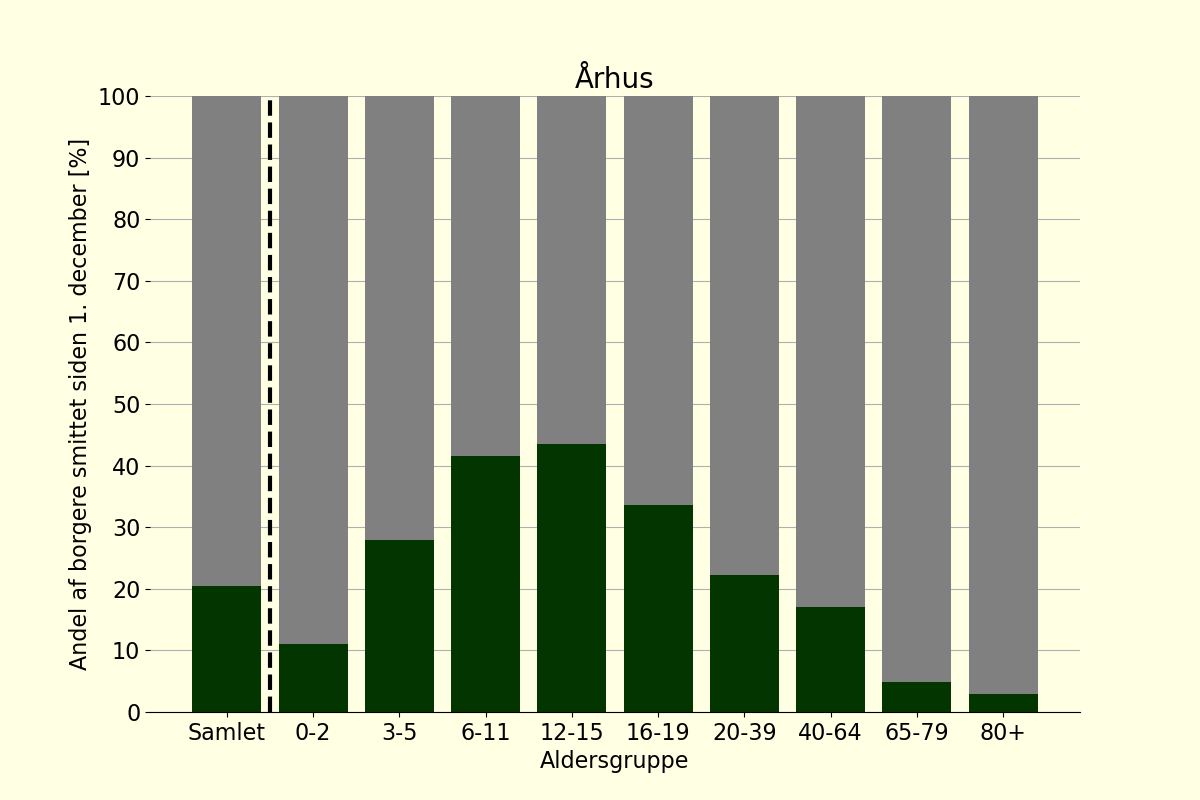 Århus
Andel af borgere smittet siden 1. december [%]
100
90
80
70
60
50
40
30
20
10
0
Samlet 0-2 3-5 6-11 12-15 16-19 20-39 40-64 65-79 80+
Aldersgruppe